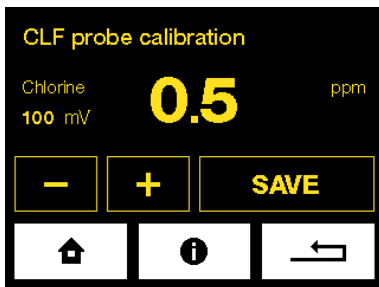 CLF probe calibration
Chlorine
100 mV
0.5
ppm
− + SAVE